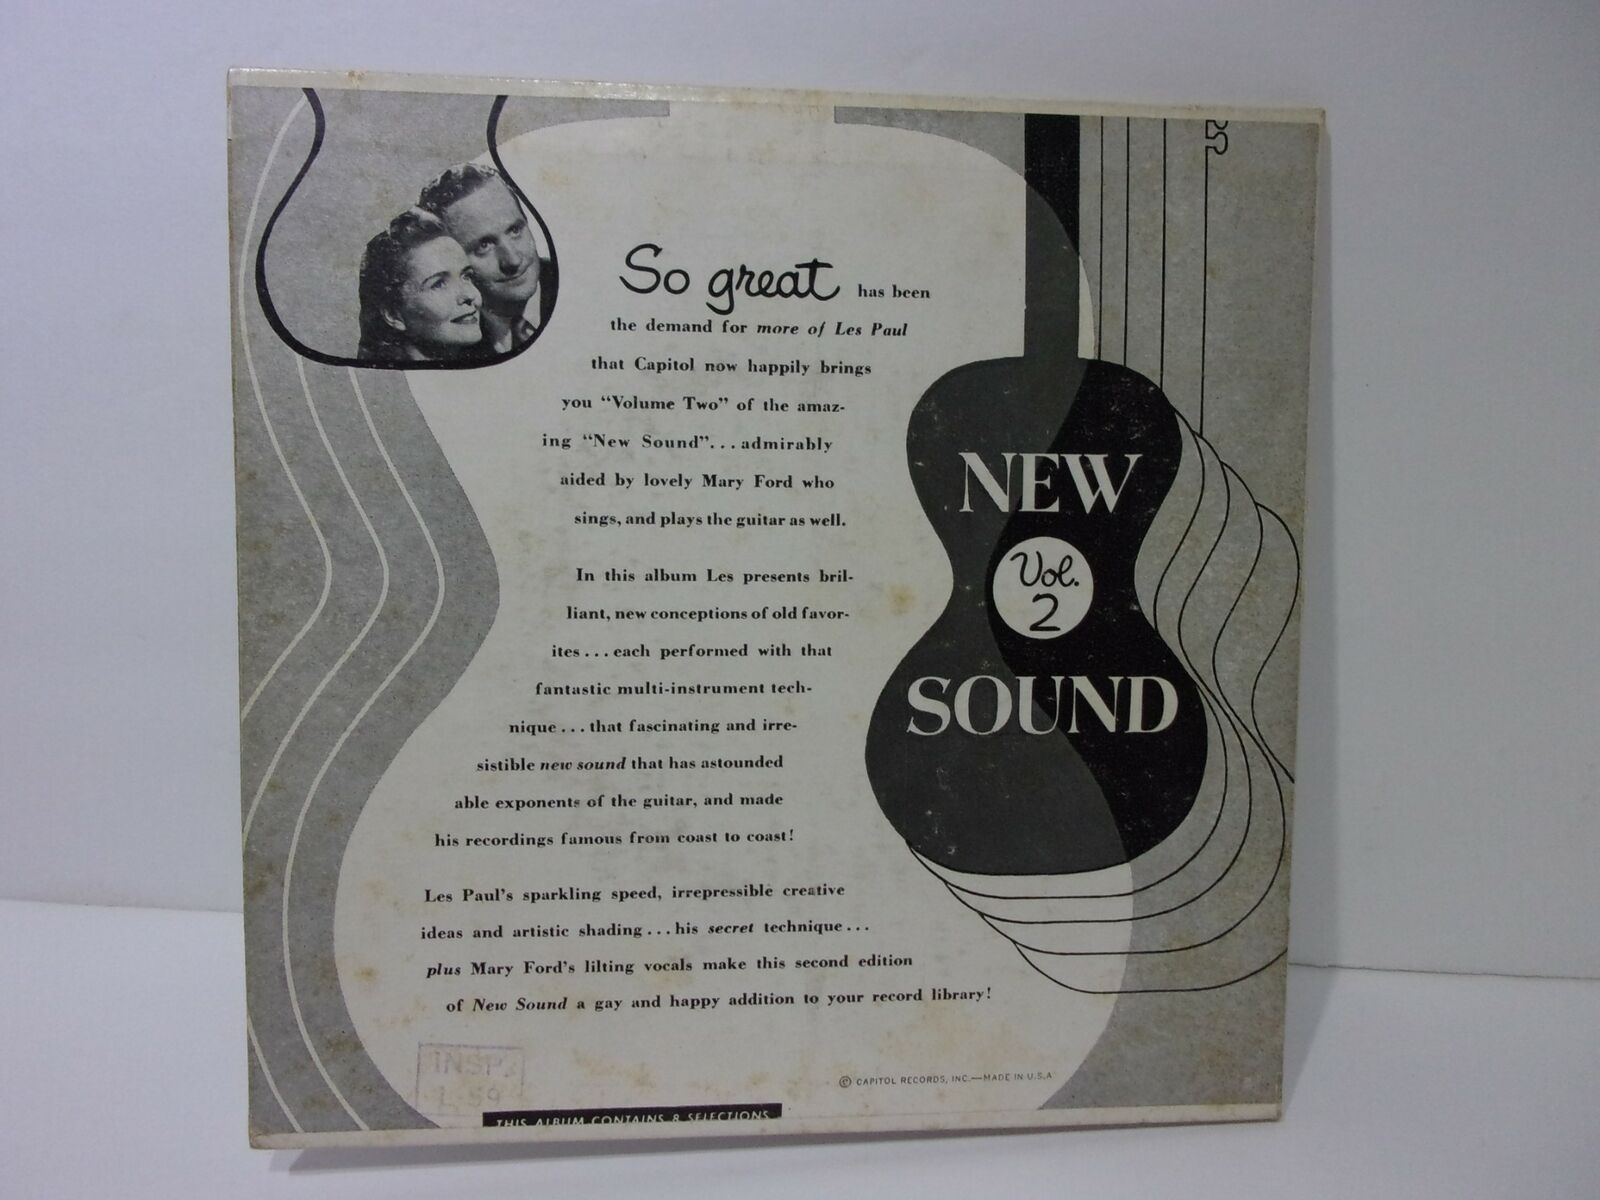 So great has been
the demand for more of Les Paul
that Capitol now happily brings
you “Volume Two” of the amaz-
ing “New Sound”...admirably
aided by lovely Mary Ford who
sings, and plays the guitar as well.
In this album Les presents bril-
liant, new conceptions of old favor-
ites...each performed with that
fantastic multi-instrument tech-
nique...that fascinating and irre-
sistible new sound that has astounded
able exponents of the guitar, and made
his recordings famous from coast to coast!
Les Paul's sparkling speed, irrepressible creative
ideas and artistic shading...his secret technique...
plus Mary Ford's lilting vocals make this second edition
of New Sound a gay and happy addition to your record library!
NEW
Vol.
2
SOUND
© CAPITOL RECORDS, INC.—MADE IN U.S.A
INSP.
THIS ALBUM CONTAINS 8 SELECTIONS